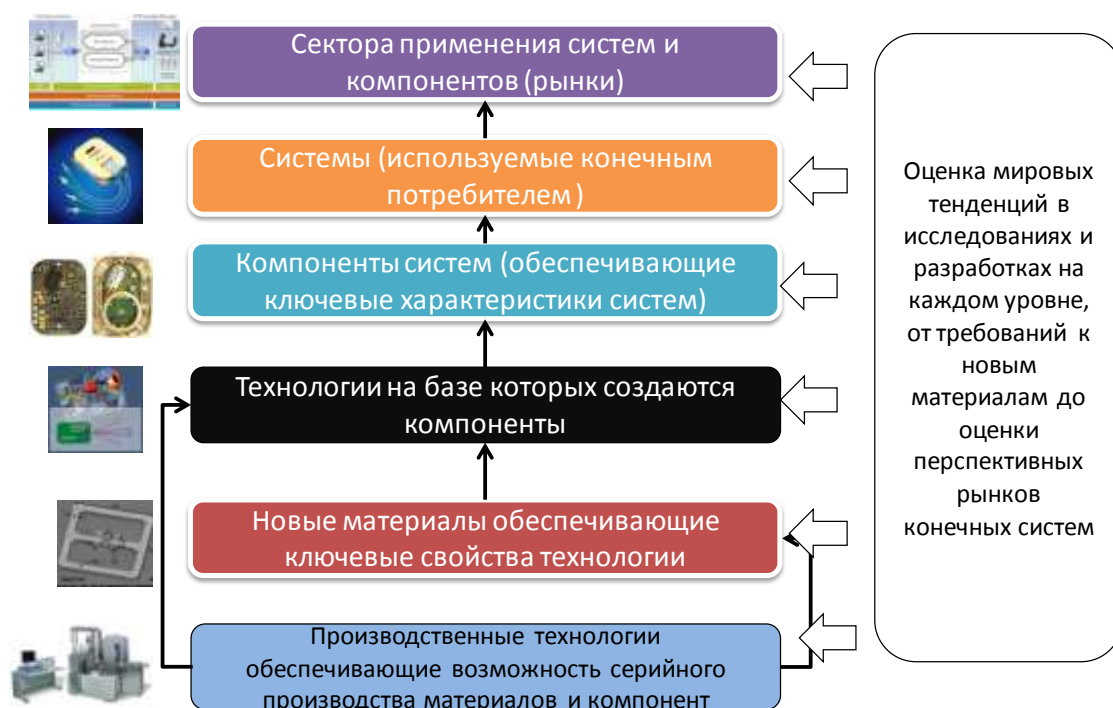 Сектора применения систем и
компонентов (рынки)
Системы (используемые конечным
потребителем )
Компоненты систем (обеспечивающие
ключевые характеристики систем)
Технологии на базе которых создаются
компоненты
Новые материалы обеспечивающие
ключевые свойства технологии
Производственные технологии
обеспечивающие возможность серийного
производства материалов и компонент
Оценка мировых
тенденций в
исследованиях и
разработках на
каждом уровне,
от требований к
новым
материалам до
оценки
перспективных
рынков
конечных систем